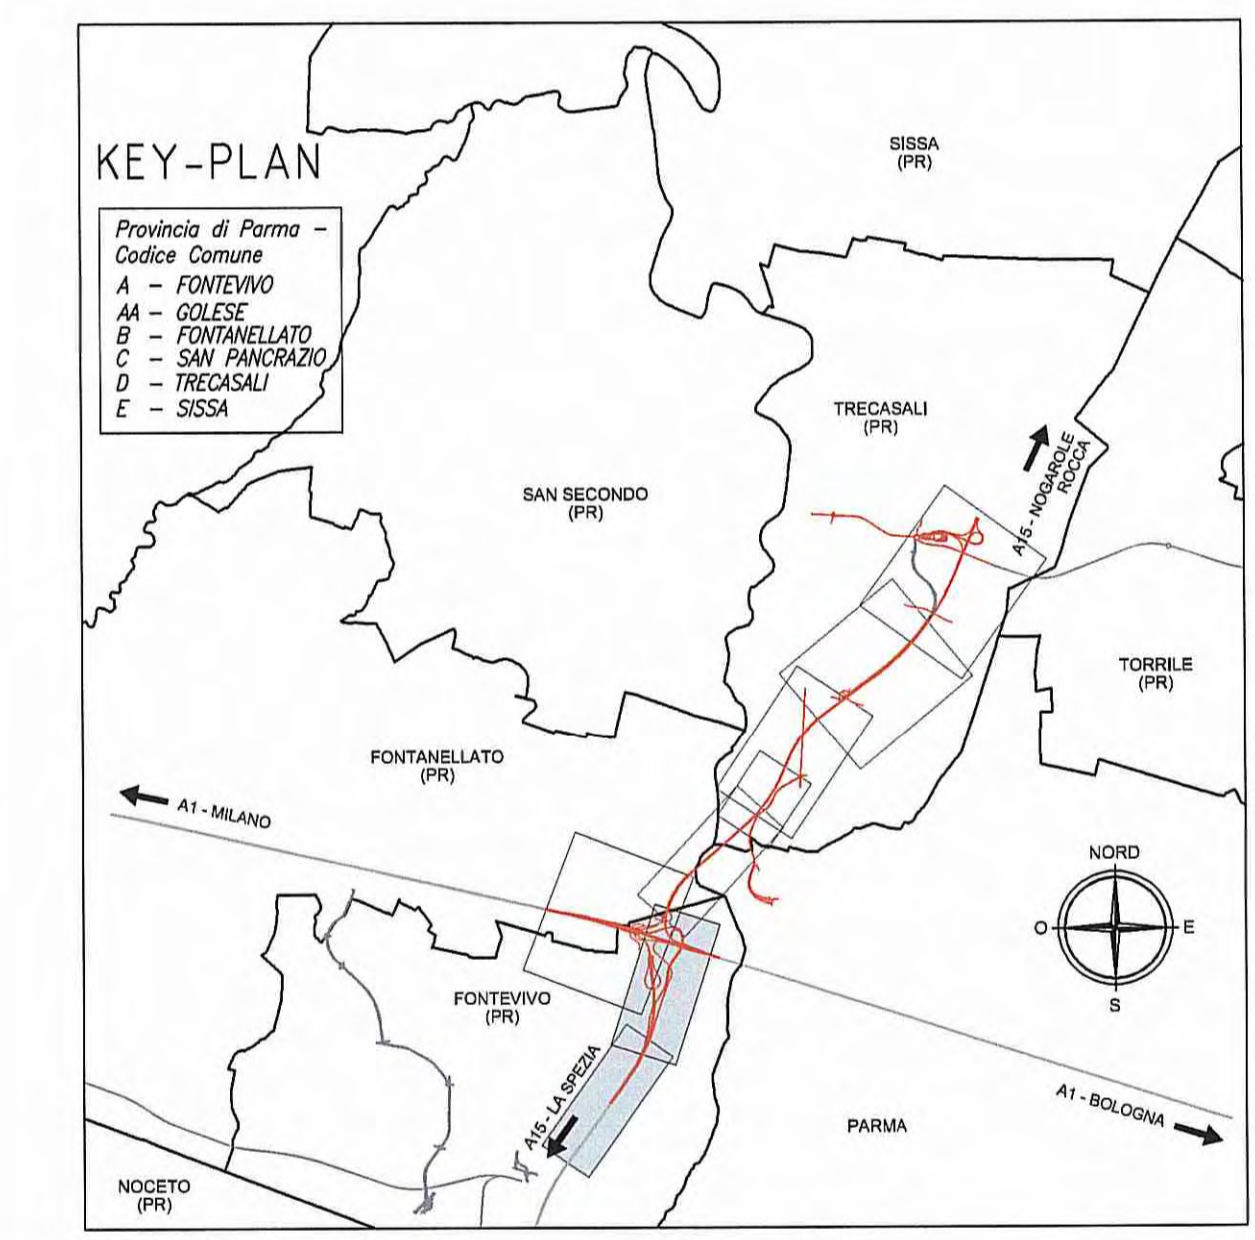 KEY-PLAN
Provincia di Parma –
Codice Comune
A – FONTEVIVO
AA – GOLESE
B – FONTANELLATO
C – SAN PANCRAZIO
D – TRECASALI
E – SISSA
SISSA
(PR)
TRECASALI
(PR)
A15 - NOGAROLE
ROCCA
SAN SECONDO
(PR)
TORRILE
(PR)
FONTANELLATO
(PR)
A1 - MILANO
NORD
O
E
S
FONTEVIVO
(PR)
A15 - LA SPEZIA
A1 - BOLOGNA
PARMA
NOCETO
(PR)